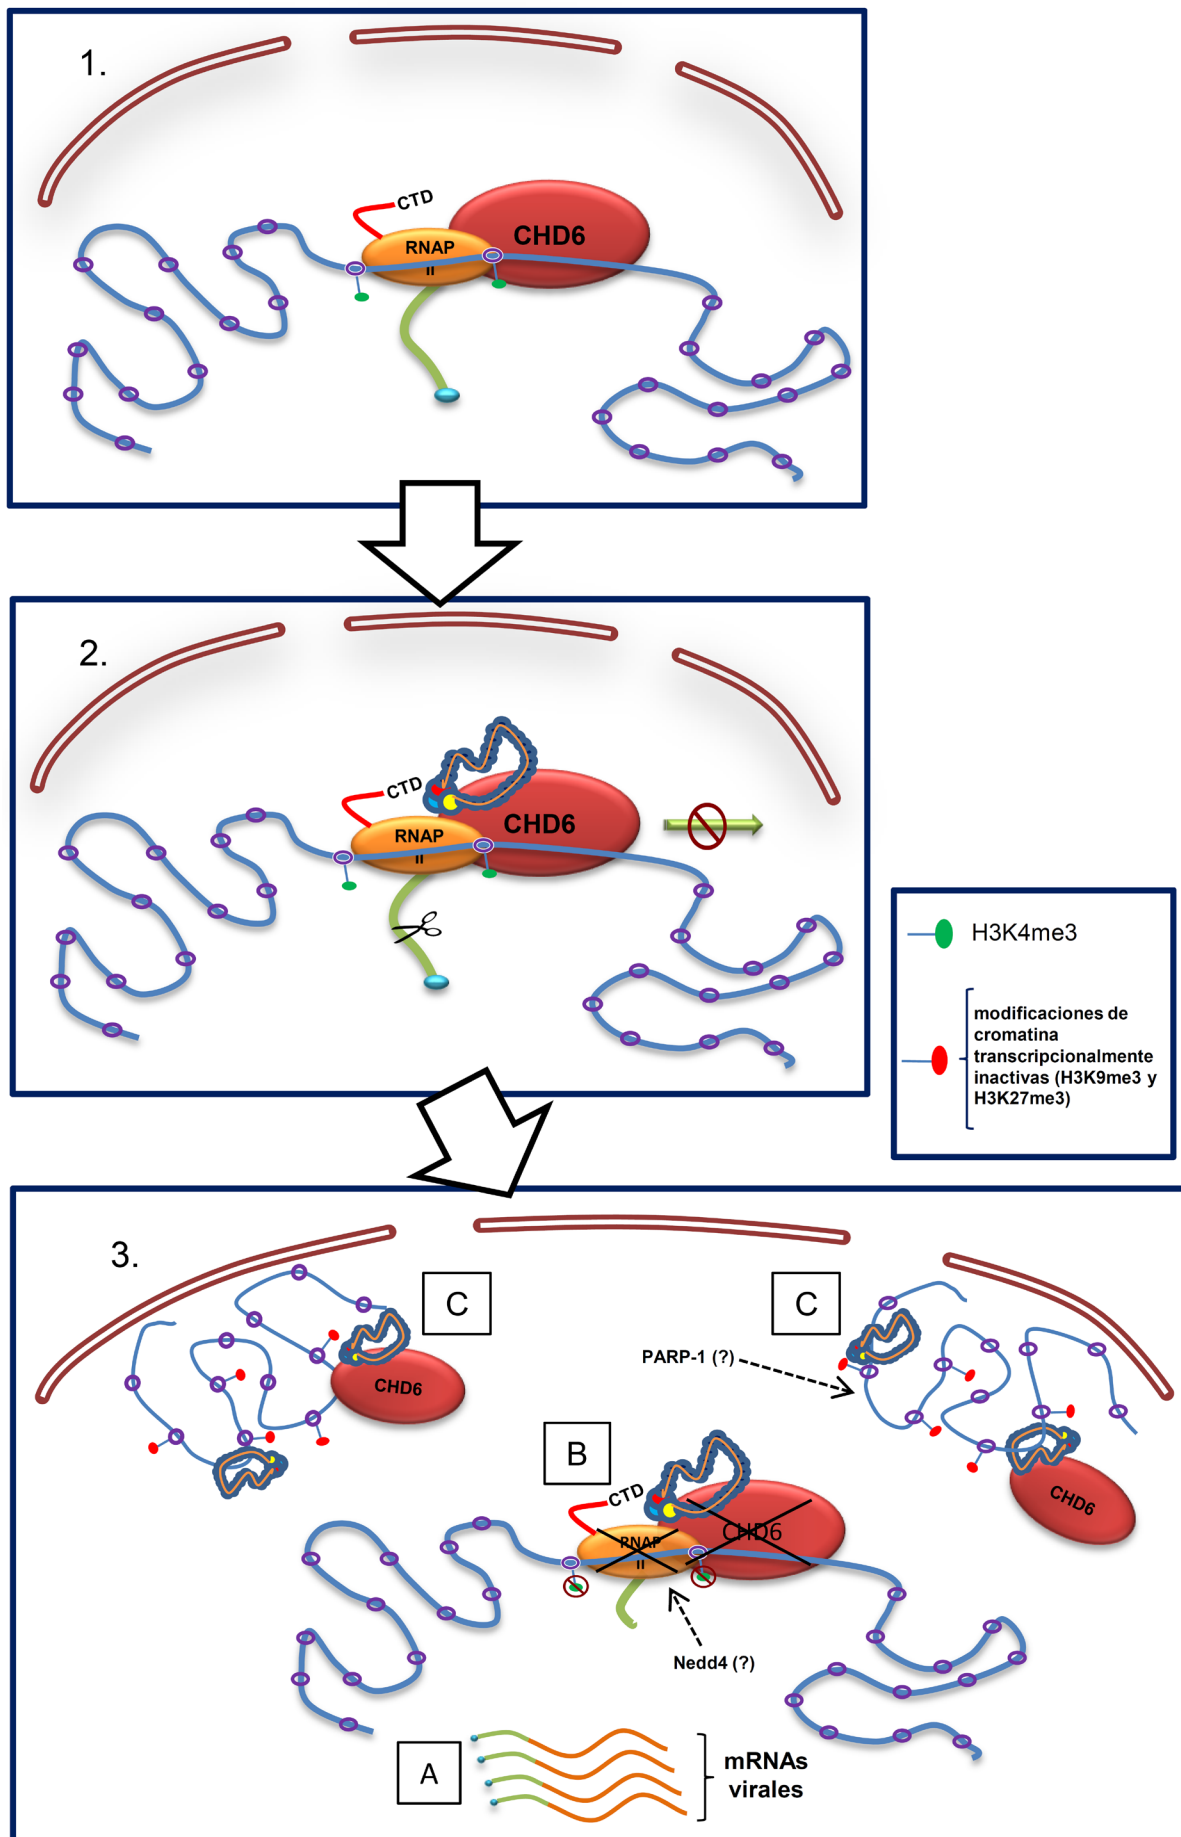 1.
CTD
RNAP
II
CHD6
2.
CTD
RNAP
II
CHD6
H3K4me3
modificaciones de
cromatina
transcripcionalmente
inactivas (H3K9me3 y
H3K27me3)
3.
C
C
PARP-1 (?)
CHD6
B
CTD
RNAP
II
CHD6
CHD6
Nedd4 (?)
A
mRNAs
virales